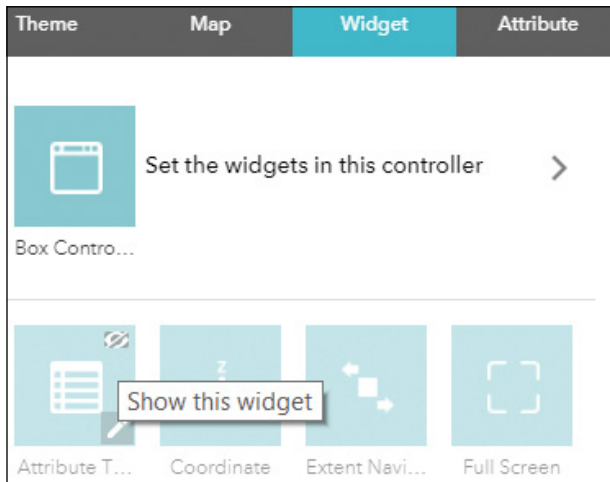 Theme Map Widget Attribute
Set the widgets in this controller
Box Contro...
Show this widget
Attribute T... Coordinate Extent Navi... Full Screen